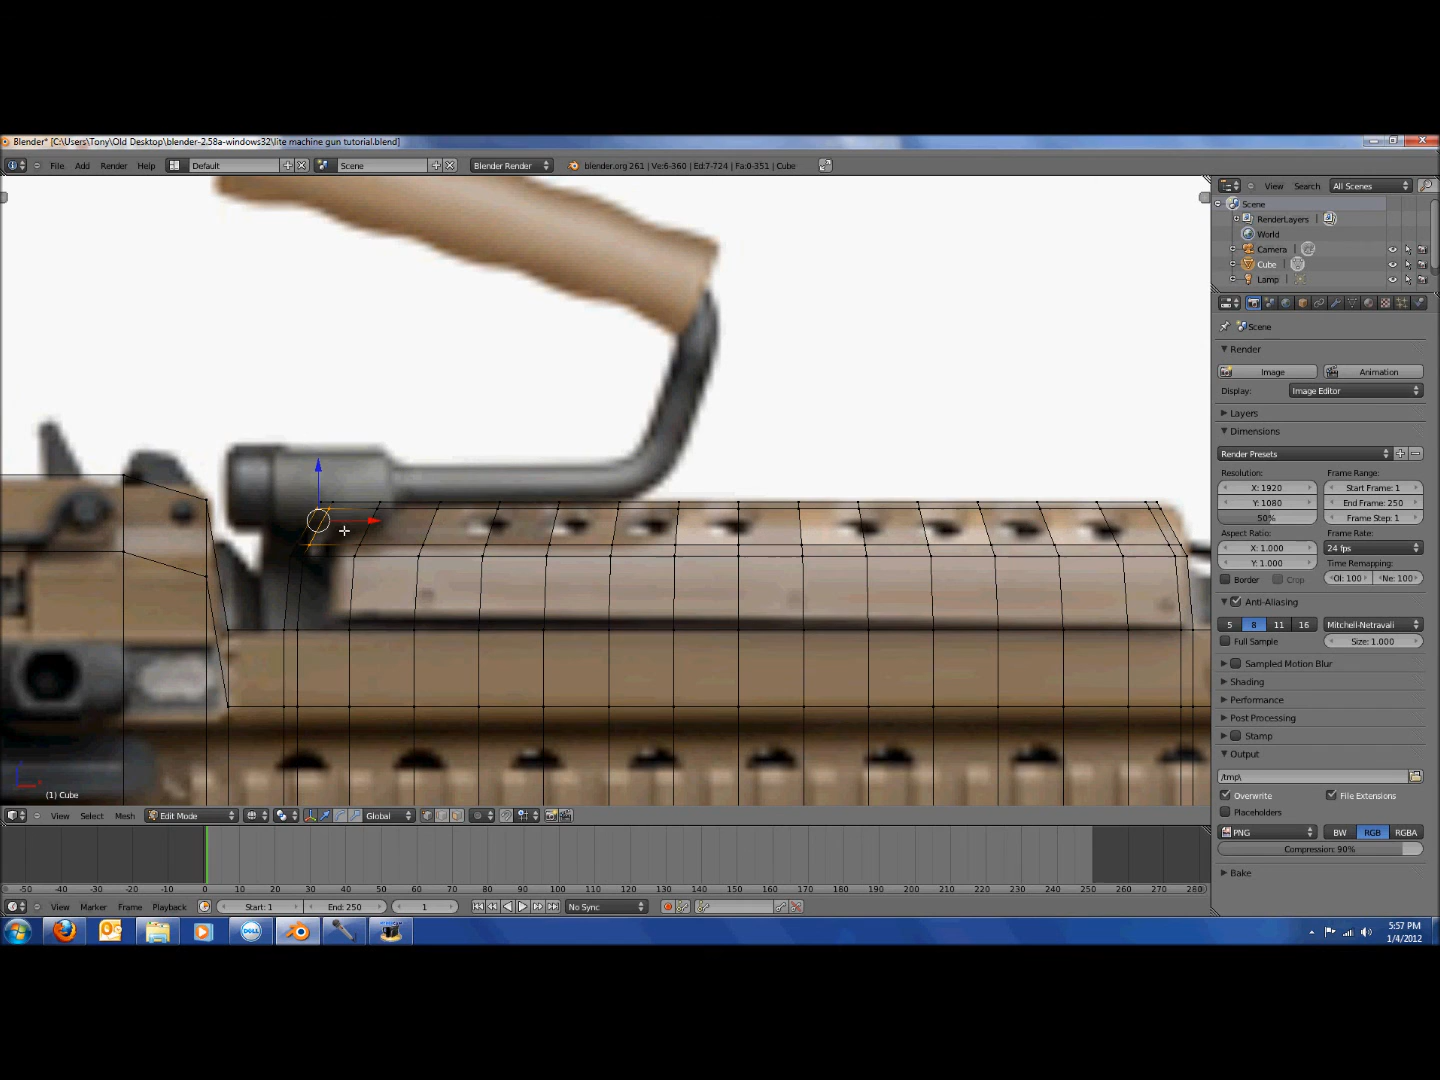 Blender* [C:\Users\Tony\Old Desktop\blender-2.58a-windows32\lite machine gun tutorial.blend]
File Add Render Help Default Scene Blender Render blender.org 261 | Ve:6-360 | Ed:7-724 | Fa:0-351 | Cube
View Search All Scenes
Scene
RenderLayers
World
Camera
Cube
Lamp
Scene
Render
Image Animation
Display: Image Editor
Layers
Dimensions
Render Presets
Resolution: Frame Range:
X: 1920 Start Frame: 1
Y: 1080 End Frame: 250
50% Frame Step: 1
Aspect Ratio: Frame Rate:
X: 1.000 24 fps
Y: 1.000 Time Remapping:
Border Crop Ol: 100 Ne: 100
Anti-Aliasing
5 8 11 16 Mitchell-Netravali
Full Sample Size: 1.000
Sampled Motion Blur
Shading
Performance
Post Processing
Stamp
Output
/tmp\
Overwrite File Extensions
Placeholders
PNG BW RGB RGBA
Compression: 90%
Bake
(1) Cube
View Select Mesh Edit Mode Global
-50 -40 -30 -20 -10 0 10 20 30 40 50 60 70 80 90 100 110 120 130 140 150 160 170 180 190 200 210 220 230 240 250 260 270 280
View Marker Frame Playback Start: 1 End: 250 1 No Sync
DELL
5:57 PM
1/4/2012